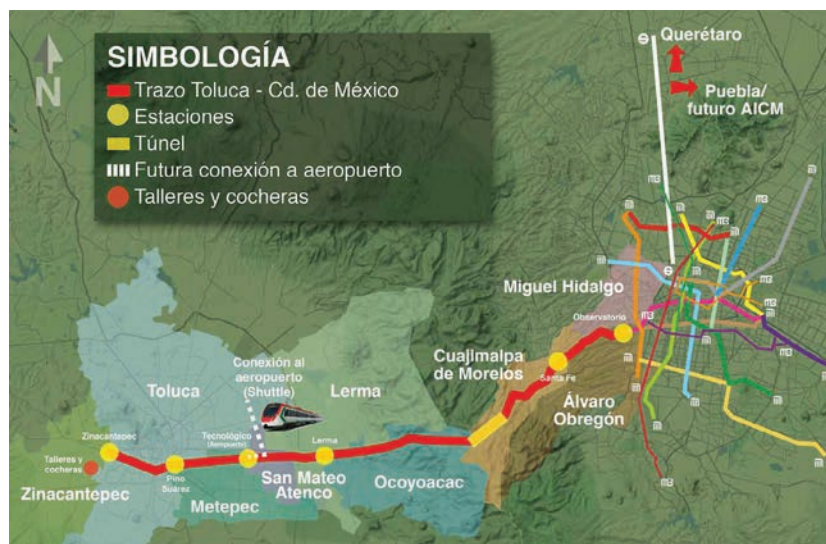 N
SIMBOLOGÍA
Trazo Toluca - Cd. de México
Estaciones
Túnel
Futura conexión a aeropuerto
Talleres y cocheras
Querétaro
Puebla/
futuro AICM
Miguel Hidalgo
Observatorio
Cuajimalpa
de Morelos
Santa Fe
Álvaro
Obregón
Conexión al
aeropuerto
(Shuttle)
Toluca
Lerma
Zinacantepec
Tecnológico
(Aeropuerto)
Lerma
Talleres y
cocheras
Pino
Suárez
San Mateo
Atenco
Ocoyoacac
Zinacantepec
Metepec